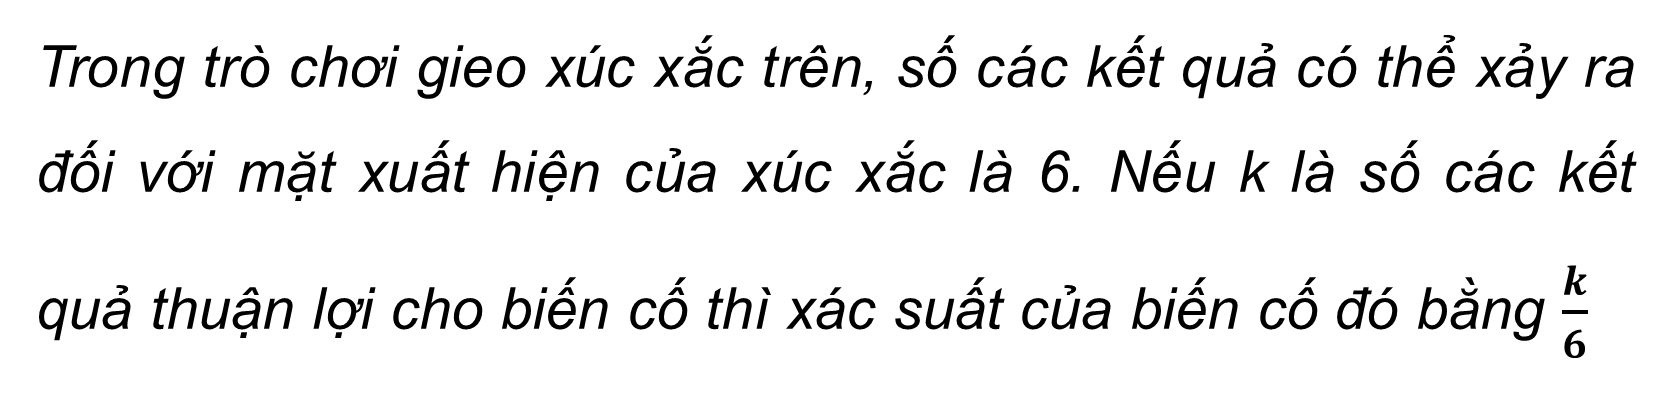 Trong trò chơi gieo xúc xắc trên, số các kết quả có thể xảy ra
đối với mặt xuất hiện của xúc xắc là 6. Nếu k là số các kết
quả thuận lợi cho biến cố thì xác suất của biến cố đó bằng k/6